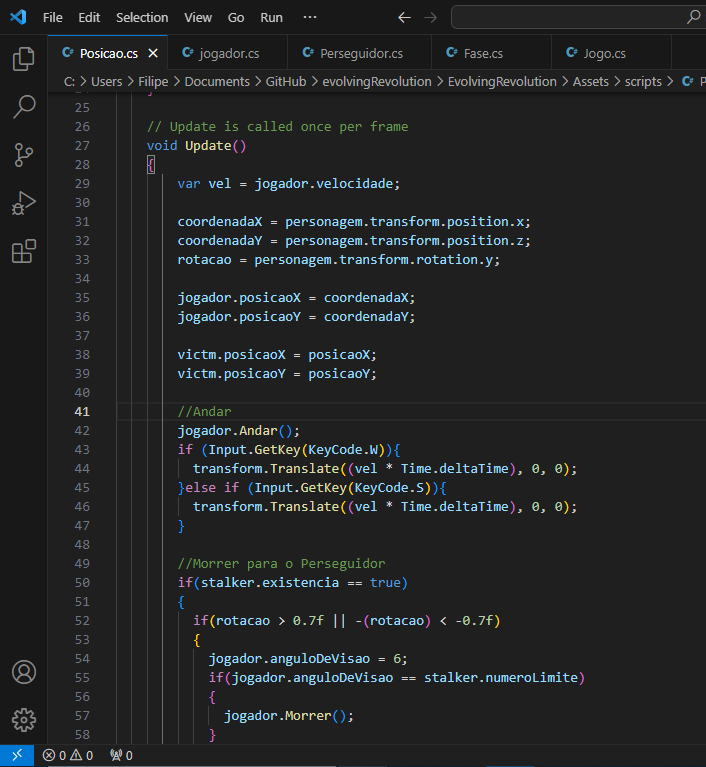 File Edit Selection View Go Run ···
Posicao.cs jogador.cs Perseguidor.cs Fase.cs Jogo.cs
C: > Users > Filipe > Documents > GitHub > evolvingRevolution > EvolvingRevolution > Assets > scripts >
25
26 // Update is called once per frame
27 void Update()
28 {
29 var vel = jogador.velocidade;
30
31 coordenadaX = personagem.transform.position.x;
32 coordenadaY = personagem.transform.position.z;
33 rotacao = personagem.transform.rotation.y;
34
35 jogador.posicaoX = coordenadaX;
36 jogador.posicaoY = coordenadaY;
37
38 victm.posicaoX = posicaoX;
39 victm.posicaoY = posicaoY;
40
41 //Andar
42 jogador.Andar();
43 if (Input.GetKey(KeyCode.W)){
44 transform.Translate((vel * Time.deltaTime), 0, 0);
45 }else if (Input.GetKey(KeyCode.S)){
46 transform.Translate((vel * Time.deltaTime), 0, 0);
47 }
48
49 //Morrer para o Perseguidor
50 if(stalker.existencia == true)
51 {
52 if(rotacao > 0.7f || -(rotacao) < -0.7f)
53 {
54 jogador.anguloDeVisao = 6;
55 if(jogador.anguloDeVisao == stalker.numeroLimite)
56 {
57 jogador.Morrer();
58 }
0 0 0